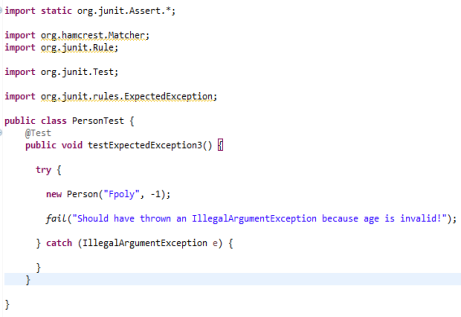 import static org.junit.Assert.*;
import org.hamcrest.Matcher;
import org.junit.Rule;
import org.junit.Test;
import org.junit.rules.ExpectedException;
public class PersonTest {
@Test
public void testExpectedException3() {
try {
new Person("Fpoly", -1);
fail("Should have thrown an IllegalArgumentException because age is invalid!");
} catch (IllegalArgumentException e) {
}
}
}